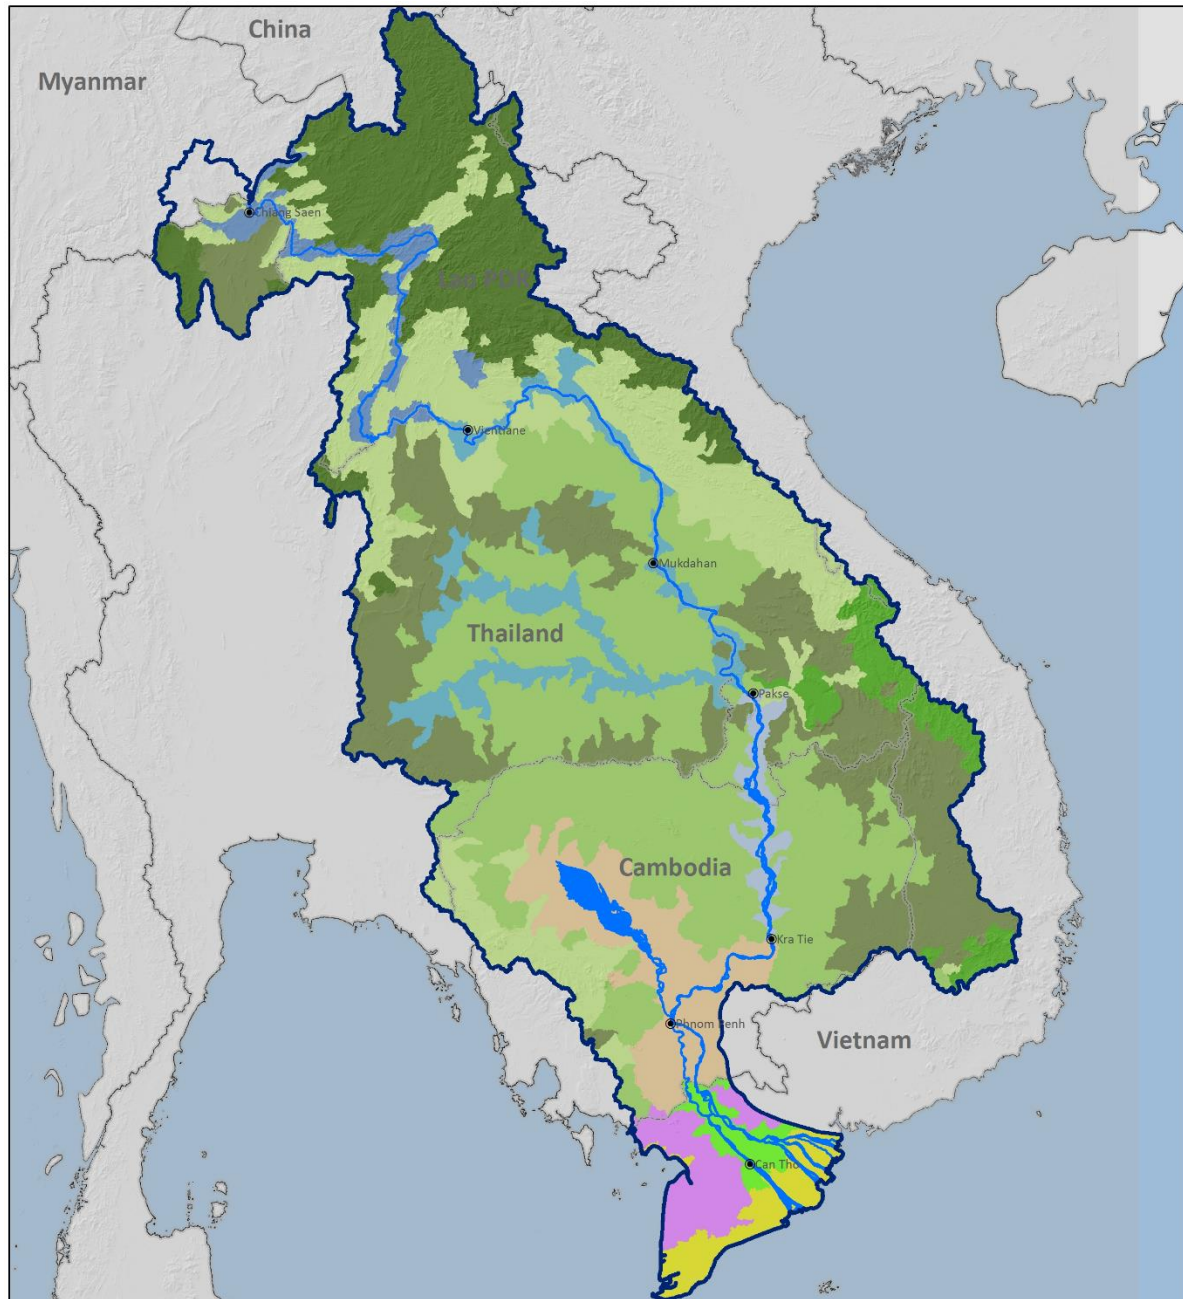 China
Myanmar
Chiang Saen
Lao PDR
Vientiane
Mukdahan
Thailand
Pakse
Cambodia
Kra Tie
Phnom Penh
Vietnam
Can Tho